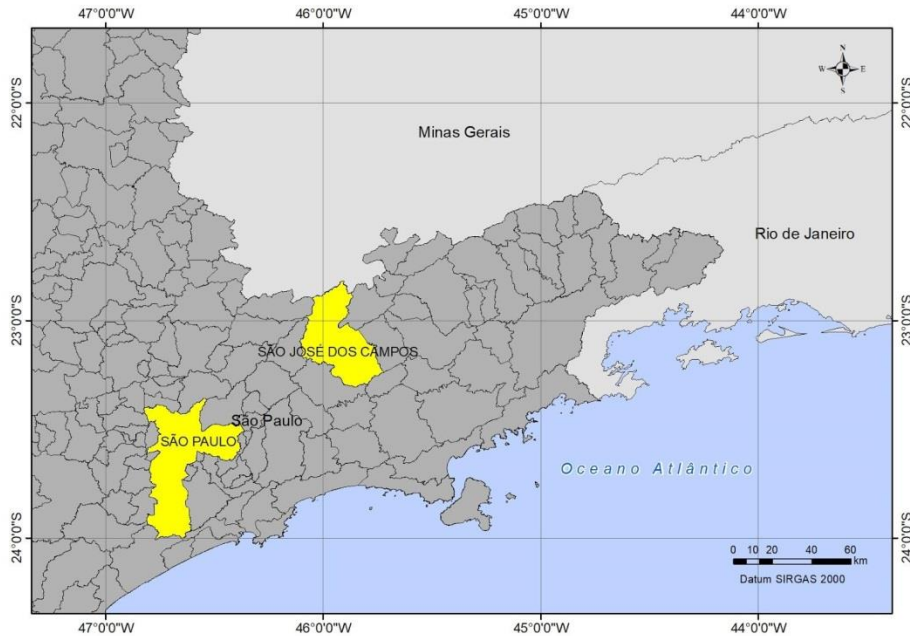 47°0'0"W 46°0'0"W 45°0'0"W 44°0'0"W
N
W E
S
22°0'0"S 22°0'0"S
Minas Gerais
Rio de Janeiro
23°0'0"S 23°0'0"S
SÃO JOSÉ DOS CAMPOS
São Paulo
SÃO PAULO
Oceano Atlântico
24°0'0"S 24°0'0"S
0 10 20 40 60
km
Datum SIRGAS 2000
47°0'0"W 46°0'0"W 45°0'0"W 44°0'0"W